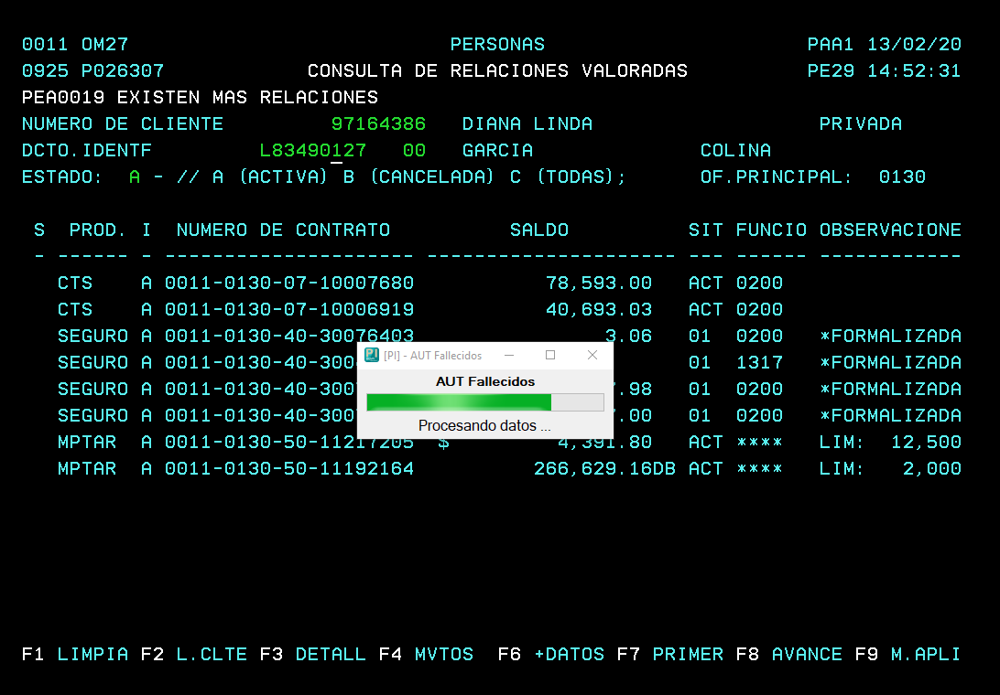 0011 OM27 PERSONAS PAA1 13/02/20
0925 P026307 CONSULTA DE RELACIONES VALORADAS PE29 14:52:31
PEA0019 EXISTEN MAS RELACIONES
NUMERO DE CLIENTE 97164386 DIANA LINDA PRIVADA
DCTO.IDENTF L83490127 00 GARCIA COLINA
ESTADO: A - // A (ACTIVA) B (CANCELADA) C (TODAS); OF.PRINCIPAL: 0130
S PROD. I NUMERO DE CONTRATO SALDO SIT FUNCIO OBSERVACIONE
- ------ - --------------------- --------------------- --- ------ ------------
CTS A 0011-0130-07-10007680 78,593.00 ACT 0200
CTS A 0011-0130-07-10006919 40,693.03 ACT 0200
SEGURO A 0011-0130-40-30076403 3.06 01 0200 *FORMALIZADA
SEGURO A 0011-0130-40-300 01 1317 *FORMALIZADA
SEGURO A 0011-0130-40-300 .98 01 0200 *FORMALIZADA
SEGURO A 0011-0130-40-300 .00 01 0200 *FORMALIZADA
MPTAR A 0011-0130-50-11217205 $ 4,391.80 ACT **** LIM: 12,500
MPTAR A 0011-0130-50-11192164 266,629.16DB ACT **** LIM: 2,000
[PI] - AUT Fallecidos
AUT Fallecidos
Procesando datos ...
F1 LIMPIA F2 L.CLTE F3 DETALL F4 MVTOS F6 +DATOS F7 PRIMER F8 AVANCE F9 M.APLI